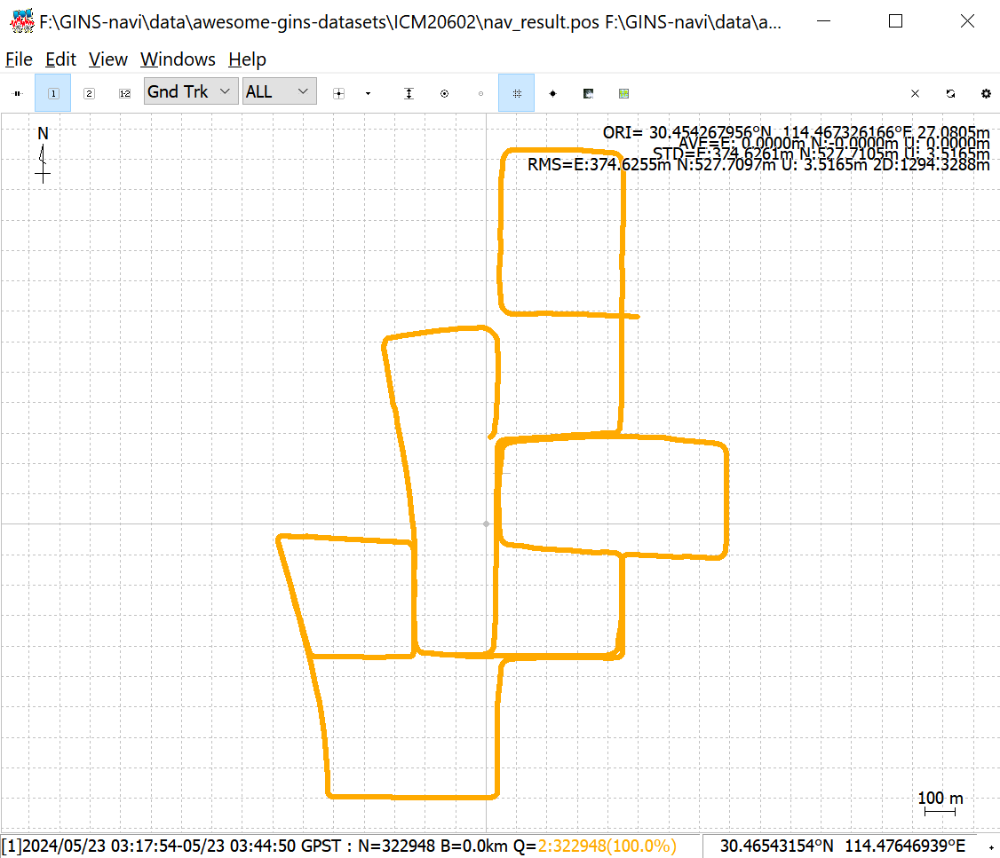 F:\GINS-navi\data\awesome-gins-datasets\ICM20602\nav_result.pos F:\GINS-navi\data\a...
File Edit View Windows Help
1 2 1-2 Gnd Trk ALL
N
ORI= 30.454267956°N 114.467326166°E 27.0805m
AVE=E: 0.0000m N:-0.0000m U: 0.0000m
STD=E:374.6261m N:527.7105m U: 3.5165m
RMS=E:374.6255m N:527.7097m U: 3.5165m 2D:1294.3288m
100 m
[1]2024/05/23 03:17:54-05/23 03:44:50 GPST : N=322948 B=0.0km Q=2:322948(100.0%) 30.46543154°N 114.47646939°E